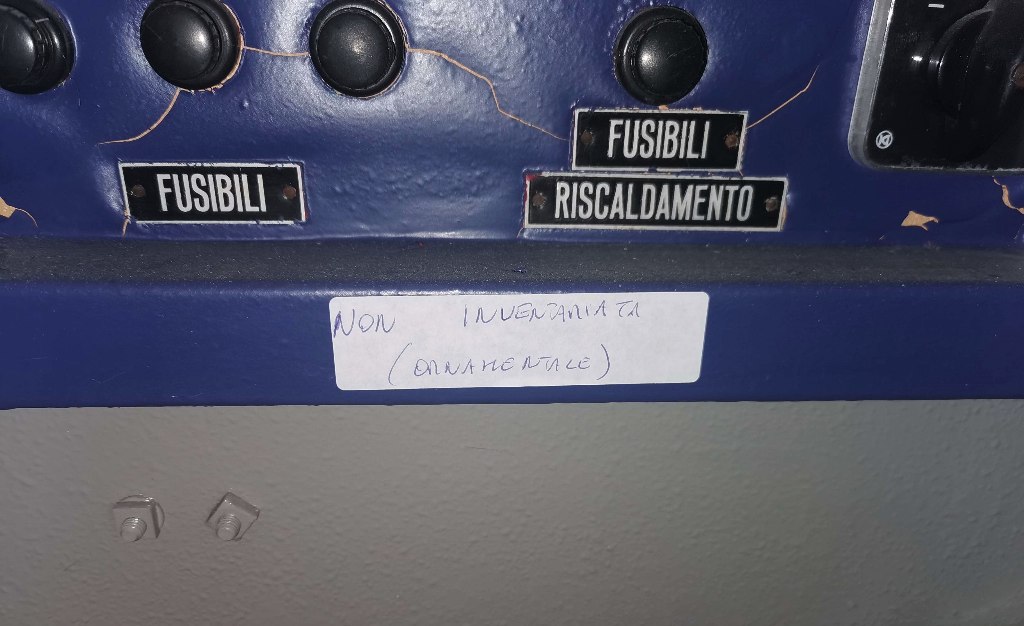 FUSIBILI
FUSIBILI
RISCALDAMENTO
NON INVENTARIATA
(ORNAMENTALE)